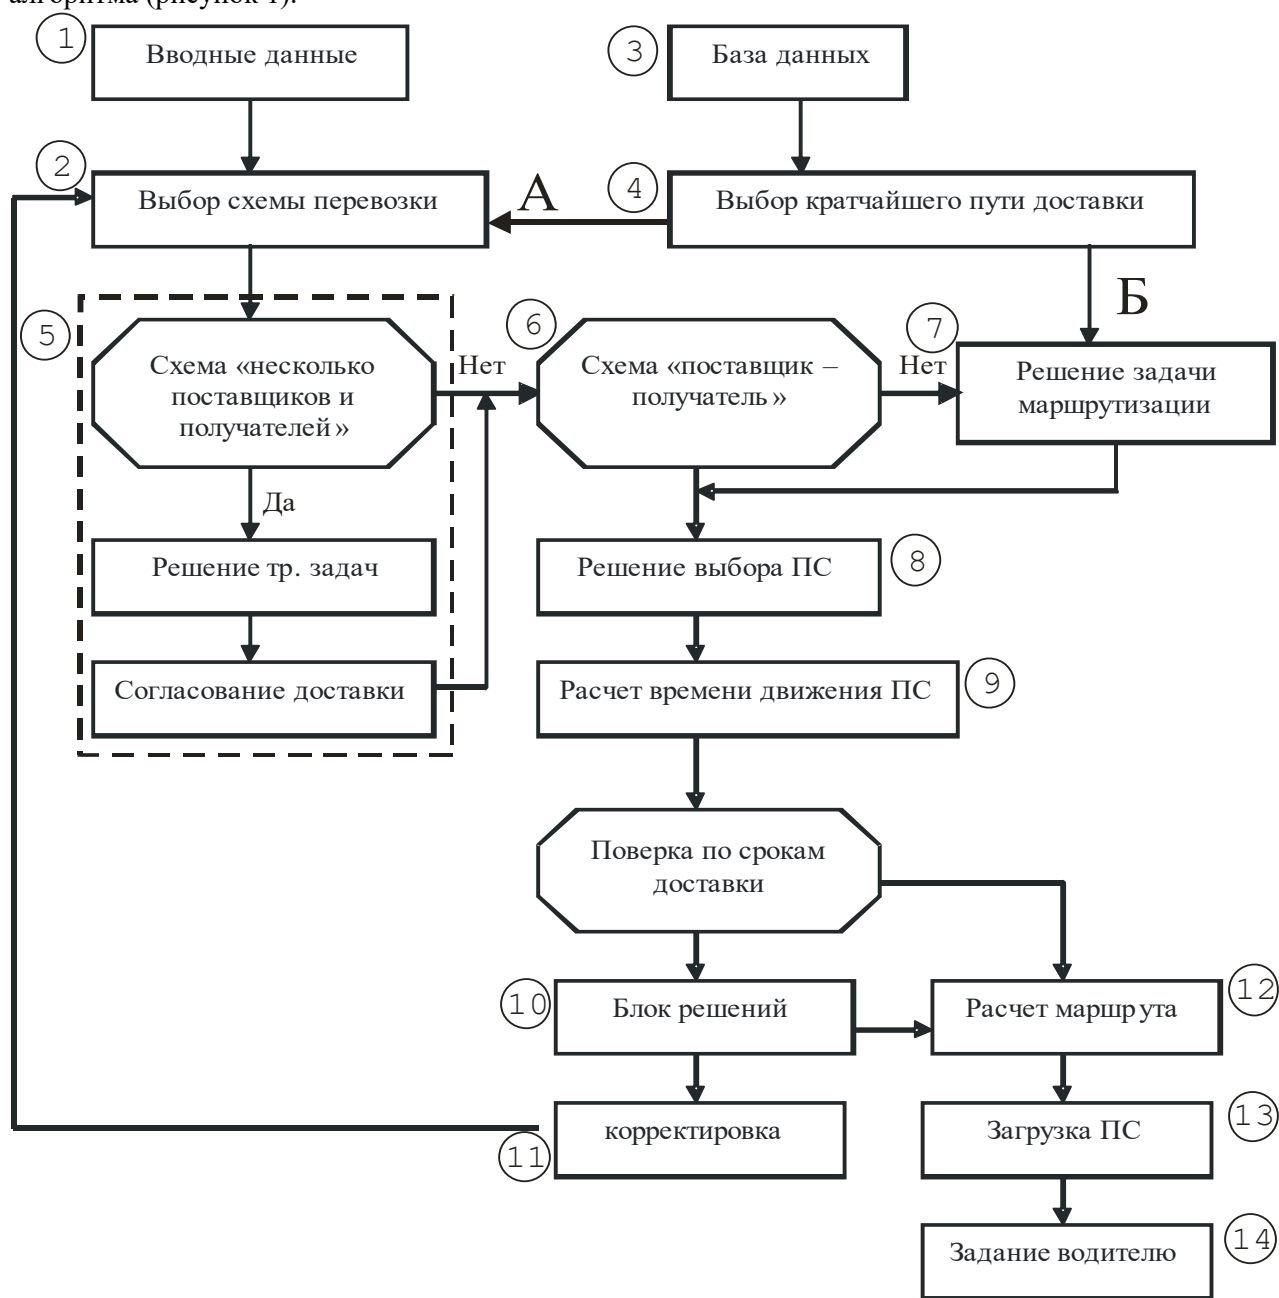 алгоритма (рисунок 1).
1
Вводные данные
3
База данных
2
Выбор схемы перевозки
А
4
Выбор кратчайшего пути доставки
Б
5
Схема «несколько
поставщиков и
получателей»
Нет
6
Схема «поставщик –
получатель»
Нет
7
Решение задачи
маршрутизации
Да
Решение тр. задач
Решение выбора ПС
8
Согласование доставки
Расчет времени движения ПС
9
Поверка по срокам
доставки
10
Блок решений
Расчет маршрута
12
11
корректировка
Загрузка ПС
13
Задание водителю
14